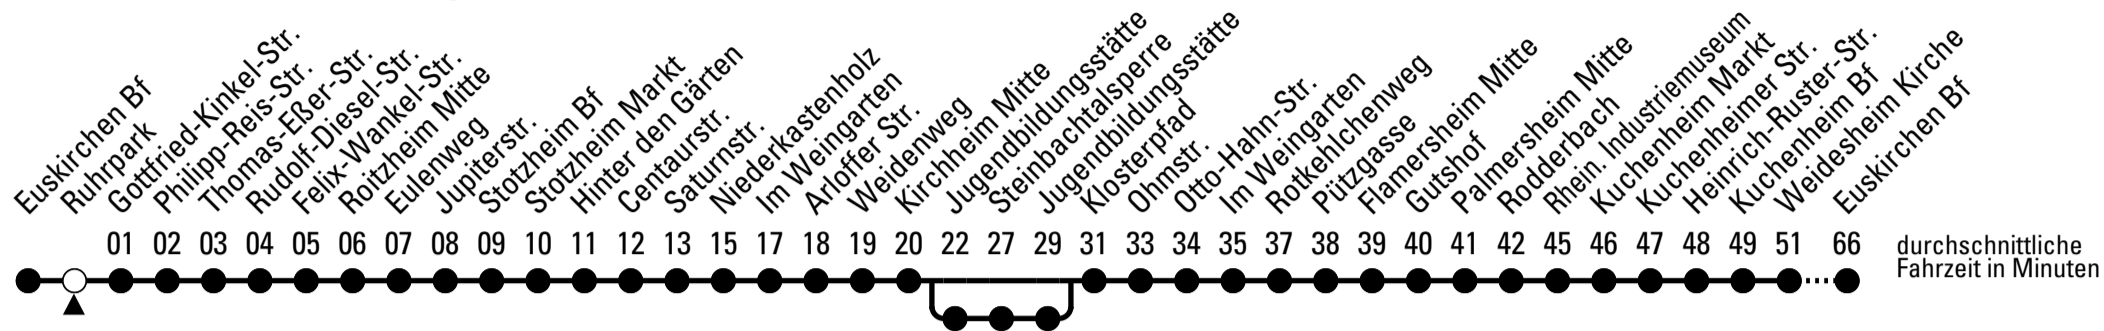 Euskirchen Bf
Ruhrpark
Gottfried-Kinkel-Str.
Philipp-Reis-Str.
Thomas-Eßer-Str.
Rudolf-Diesel-Str.
Felix-Wankel-Str.
Roitzheim Mitte
Eulenweg
Jupiterstr.
Stotzheim Bf
Stotzheim Markt
Hinter den Gärten
Centaurstr.
Saturnstr.
Niederkastenholz
Im Weingarten
Arloffer Str.
Weidenweg
Kirchheim Mitte
Jugendbildungsstätte
Steinbachtalsperre
Jugendbildungsstätte
Klosterpfad
Ohmstr.
Otto-Hahn-Str.
Im Weingarten
Rotkehlchenweg
Pützgasse
Flamersheim Mitte
Gutshof
Palmersheim Mitte
Rodderbach
Rhein. Industriemuseum
Kuchenheim Markt
Kuchenheimer Str.
Heinrich-Ruster-Str.
Kuchenheim Bf
Weidesheim Kirche
Euskirchen Bf
01 02 03 04 05 06 07 08 09 10 11 12 13 15 17 18 19 20 22 27 29 31 33 34 35 37 38 39 40 41 42 45 46 47 48 49 51 66
durchschnittliche
Fahrzeit in Minuten